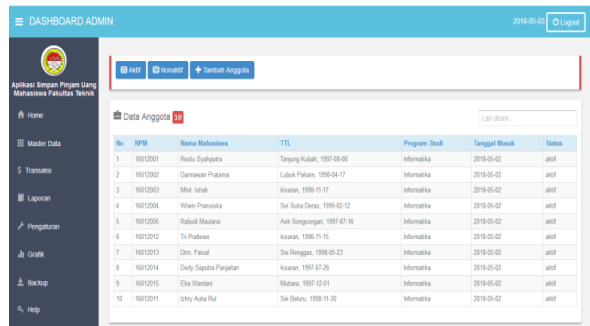 DASHBOARD ADMIN
2018-05-03 Logout
Aplikasi Simpan Pinjam Uang
Mahasiswa Fakultas Teknik
Home
Master Data
$ Transaksi
Laporan
Pengaturan
Grafik
Backup
Help
Aktif Nonaktif Tambah Anggota
Data Anggota 10
cari disini...
No NPM Nama Mahasiswa TTL Program Studi Tanggal Masuk Status
1 16012001 Restu Syahputra Tanjung Kubah, 1997-08-08 Informatika 2018-05-02 aktif
2 16012002 Darmawan Pratama Lubuk Pakam, 1998-04-17 Informatika 2018-05-02 aktif
3 16012003 Mhd. Ishak kisaran, 1998-11-17 Informatika 2018-05-02 aktif
4 16012004 Wiwin Pransiska Sei Suka Deras, 1999-02-12 Informatika 2018-05-02 aktif
5 16012005 Rabudi Maulana Aek Songsongan, 1997-07-16 Informatika 2018-05-02 aktif
6 16012012 Tri Prabowo kisaran, 1996-11-15 Informatika 2018-05-02 aktif
7 16012013 Dtm. Faisal Sei Renggas, 1998-05-23 Informatika 2018-05-02 aktif
8 16012014 Dedy Saputra Panjaitan kisaran, 1997-07-26 Informatika 2018-05-02 aktif
9 16012015 Eka Wardani Mutiara, 1997-12-01 Informatika 2018-05-02 aktif
10 16012011 Izhry Aulia Rul Sei Beluru, 1998-11-30 Informatika 2018-05-02 aktif